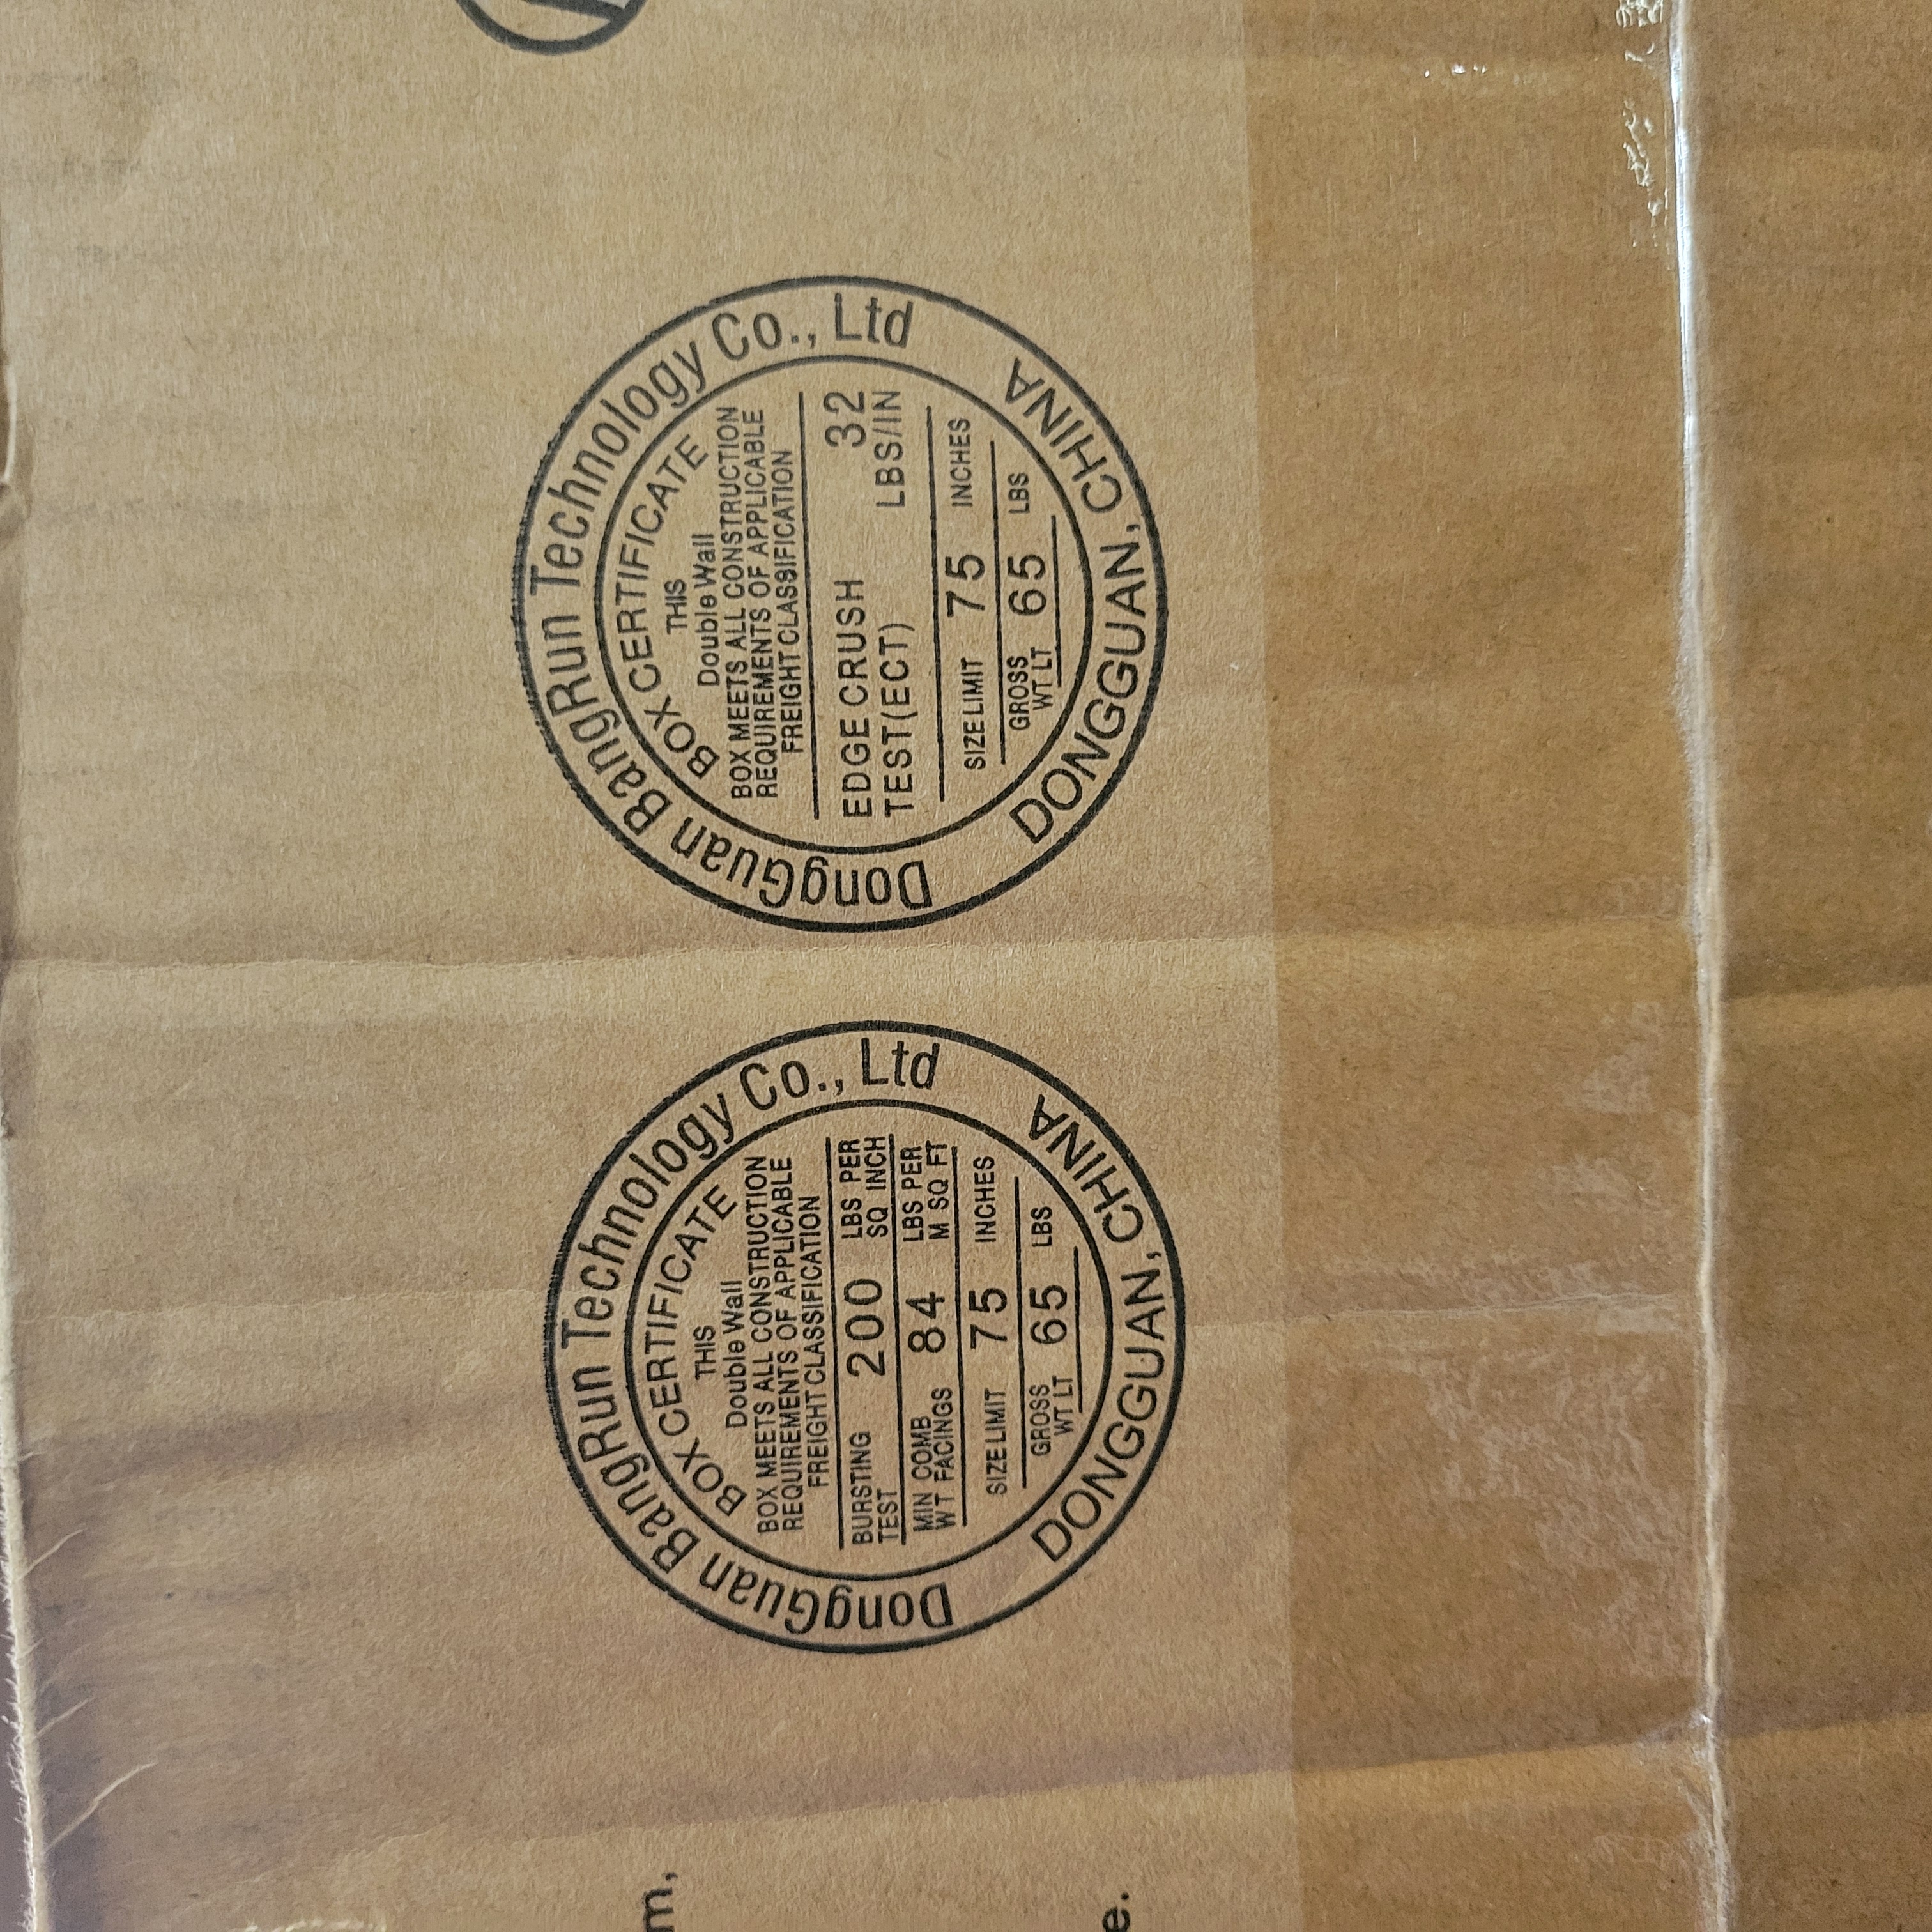 DongGuan BangRun Technology Co., Ltd
BOX CERTIFICATE
THIS
Double Wall
BOX MEETS ALL CONSTRUCTION
REQUIREMENTS OF APPLICABLE
FREIGHT CLASSIFICATION
BURSTING TEST 200 LBS PER SQ INCH
MIN COMB WT FACINGS 84 LBS PER M SQ FT
SIZE LIMIT 75 INCHES
GROSS WT LT 65 LBS
DONGGUAN, CHINA
DongGuan BangRun Technology Co., Ltd
BOX CERTIFICATE
THIS
Double Wall
BOX MEETS ALL CONSTRUCTION
REQUIREMENTS OF APPLICABLE
FREIGHT CLASSIFICATION
EDGE CRUSH 32
TEST(ECT) LBS/IN
SIZE LIMIT 75 INCHES
GROSS WT LT 65 LBS
DONGGUAN, CHINA